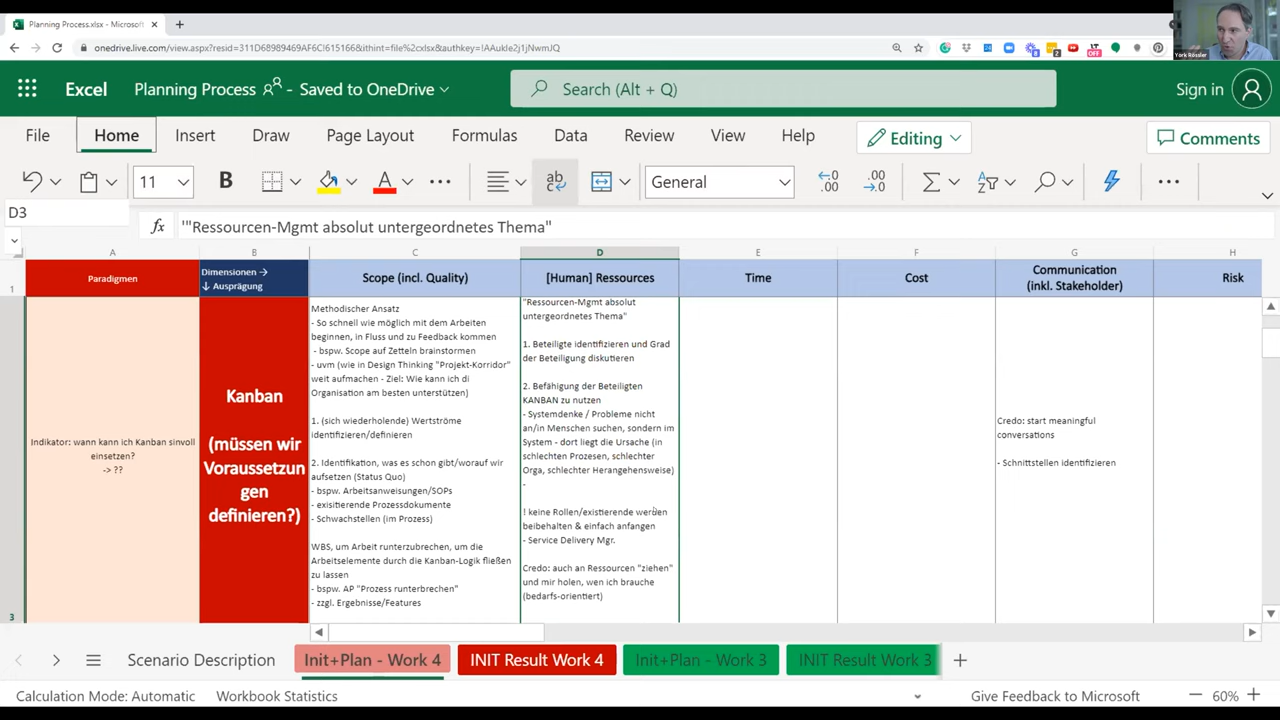 Planning Process.xlsx - Microsoft
onedrive.live.com/view.aspx?resid=311D68989469AF6C!615166&ithint=file%2cxlsx&authkey=!AAukle2j1jNwmJQ
York Rössler
Excel
Planning Process - Saved to OneDrive
Search (Alt + Q)
Sign in
File Home Insert Draw Page Layout Formulas Data Review View Help
Editing
Comments
11 B A General
D3
fx '"Ressourcen-Mgmt absolut untergeordnetes Thema"
A B C D E F G H
1
Paradigmen
Dimensionen →
↓ Ausprägung
Scope (incl. Quality)
[Human] Ressources
Time
Cost
Communication
(inkl. Stakeholder)
Risk
3
Indikator: wann kann ich Kanban sinvoll
einsetzen?
-> ??
Kanban
(müssen wir
Voraussetzun
gen
definieren?)
Methodischer Ansatz
- So schnell wie möglich mit dem Arbeiten
beginnen, in Fluss und zu Feedback kommen
- bspw. Scope auf Zetteln brainstormen
- uvm (wie in Design Thinking "Projekt-Korridor"
weit aufmachen - Ziel: Wie kann ich di
Organisation am besten unterstützen)
1. (sich wiederholende) Wertströme
identifizieren/definieren
2. Identifikation, was es schon gibt/worauf wir
aufsetzen (Status Quo)
- bspw. Arbeitsanweisungen/SOPs
- exisitierende Prozessdokumente
- Schwachstellen (im Prozess)
WBS, um Arbeit runterzubrechen, um die
Arbeitselemente durch die Kanban-Logik fließen
zu lassen
- bspw. AP "Prozess runterbrechen"
- zzgl. Ergebnisse/Features
"Ressourcen-Mgmt absolut
untergeordnetes Thema"
1. Beteiligte identifizieren und Grad
der Beteiligung diskutieren
2. Befähigung der Beteiligten
KANBAN zu nutzen
- Systemdenke / Probleme nicht
an/in Menschen suchen, sondern im
System - dort liegt die Ursache (in
schlechten Prozesen, schlechter
Orga, schlechter Herangehensweise)
-
! keine Rollen/existierende werden
beibehalten & einfach anfangen
- Service Delivery Mgr.
Credo: auch an Ressourcen "ziehen"
und mir holen, wen ich brauche
(bedarfs-orientiert)
Credo: start meaningful
conversations
- Schnittstellen identifizieren
Scenario Description
Init+Plan - Work 4
INIT Result Work 4
Init+Plan - Work 3
INIT Result Work 3
Calculation Mode: Automatic
Workbook Statistics
Give Feedback to Microsoft
60%